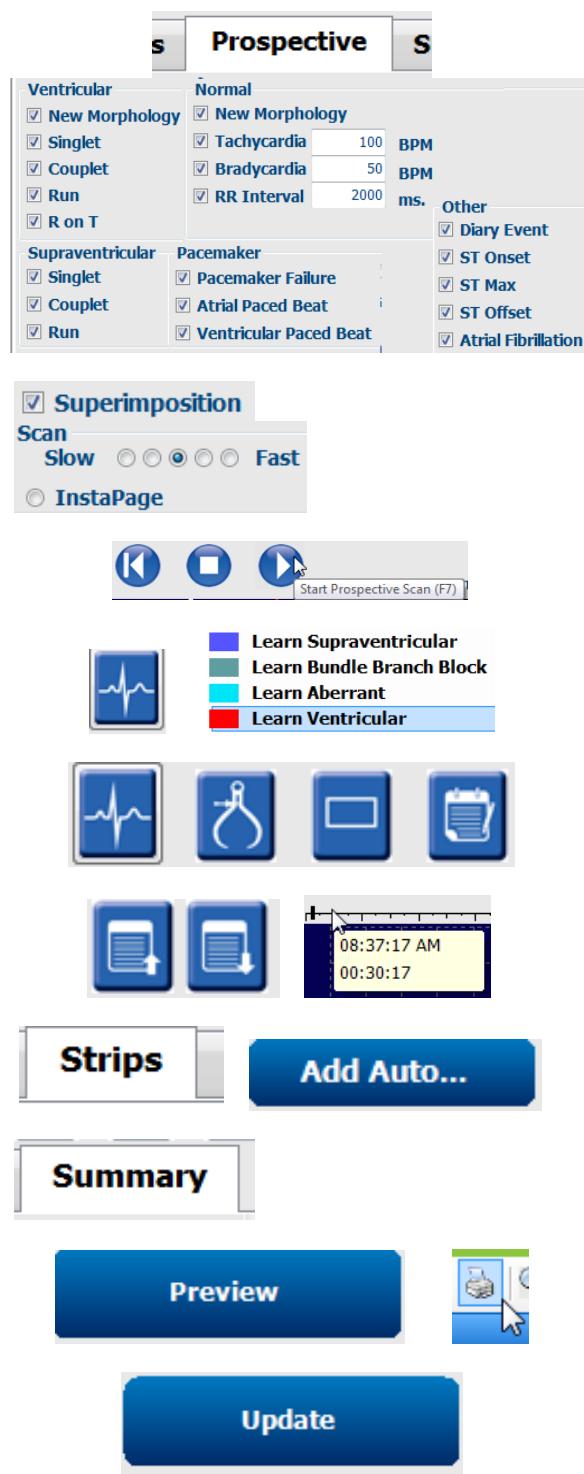 s Prospective S
Ventricular
New Morphology
Singlet
Couplet
Run
R on T
Normal
New Morphology
Tachycardia 100 BPM
Bradycardia 50 BPM
RR Interval 2000 ms.
Supraventricular
Singlet
Couplet
Run
Pacemaker
Pacemaker Failure
Atrial Paced Beat
Ventricular Paced Beat
Other
Diary Event
ST Onset
ST Max
ST Offset
Atrial Fibrillation
Superimposition
Scan
Slow Fast
InstaPage
Start Prospective Scan (F7)
Learn Supraventricular
Learn Bundle Branch Block
Learn Aberrant
Learn Ventricular
08:37:17 AM
00:30:17
Strips
Add Auto...
Summary
Preview
Update